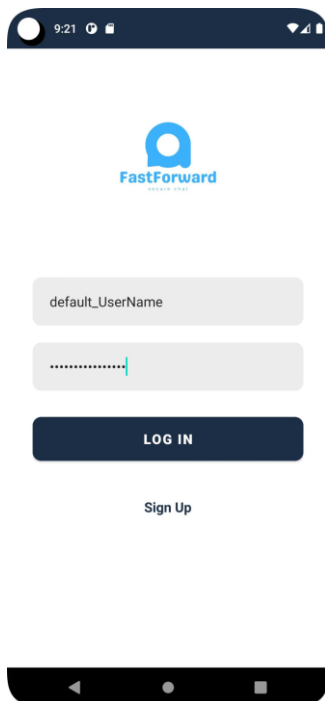 9:21
FastForward
secure chat
default_UserName
••••••••••••••••
LOG IN
Sign Up